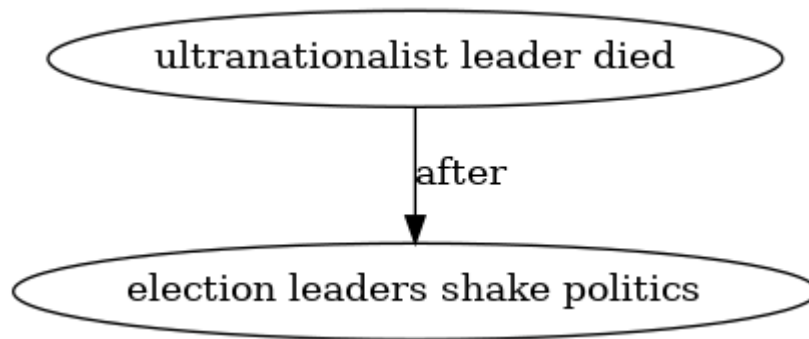 ultranationalist leader died
after
election leaders shake politics